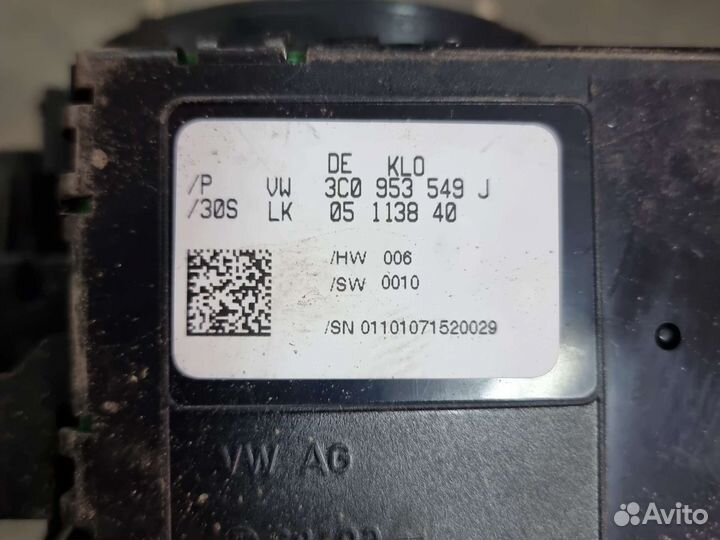 DE KLO
/P VW 3C0 953 549 J
/30S LK 05 1138 40
/HW 006
/SW 0010
/SN 01101071520029
VW AG
Avito